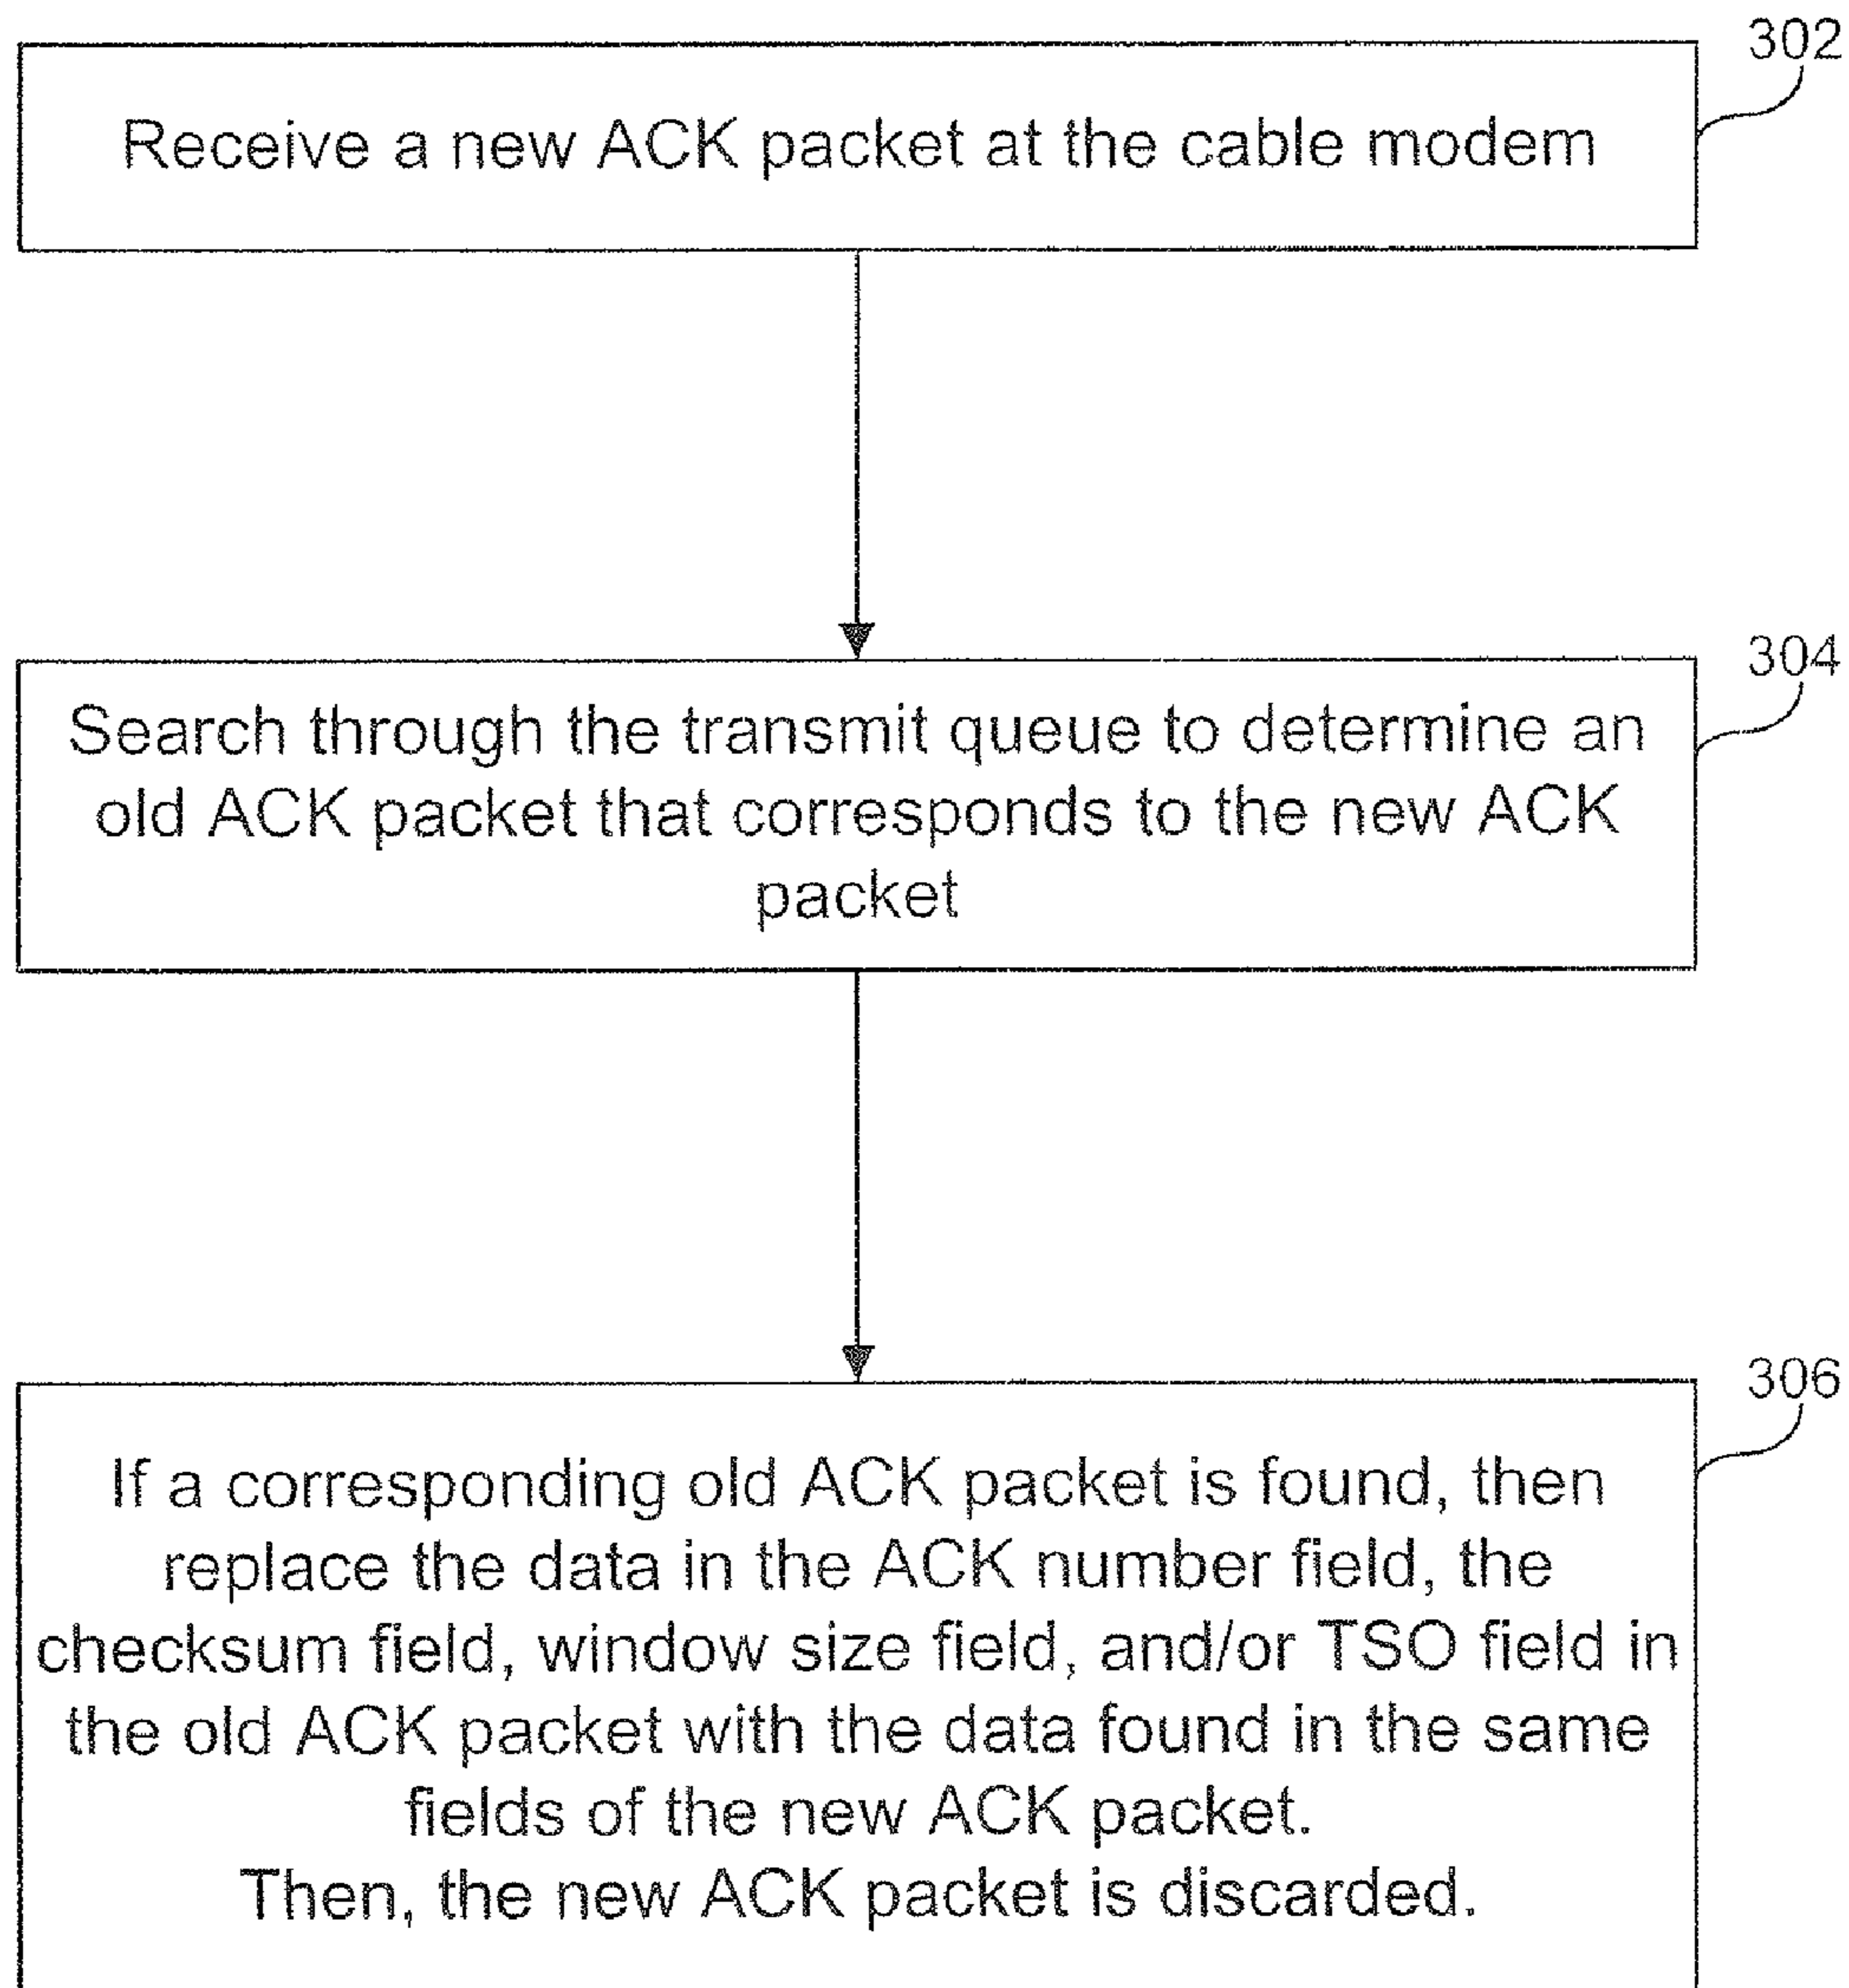 302
Receive a new ACK packet at the cable modem
304
Search through the transmit queue to determine an
old ACK packet that corresponds to the new ACK
packet
306
If a corresponding old ACK packet is found, then
replace the data in the ACK number field, the
checksum field, window size field, and/or TSO field in
the old ACK packet with the data found in the same
fields of the new ACK packet.
Then, the new ACK packet is discarded.